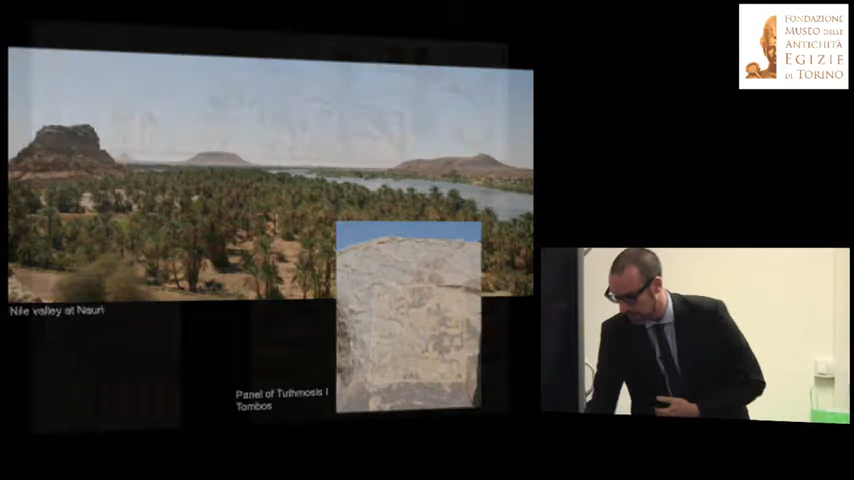 FONDAZIONE
MUSEO DELLE
ANTICHITÀ
EGIZIE
DI TORINO
Nile valley at Nauri
Panel of Tuthmosis I
Tombos